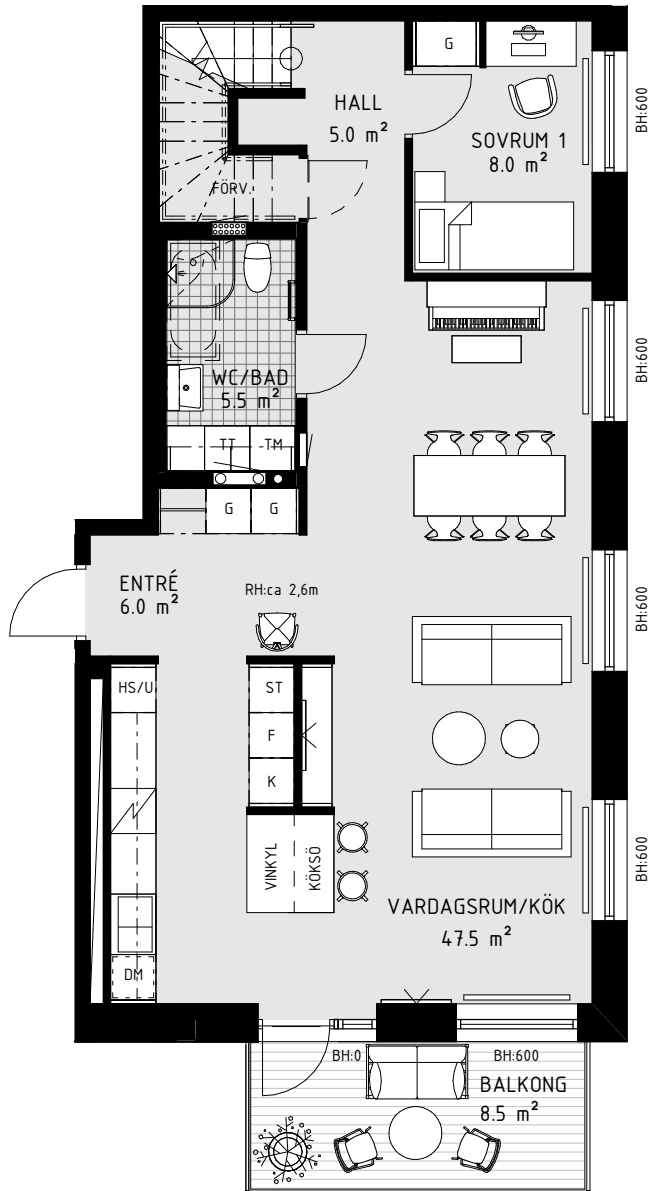 G
HALL
5.0 m²
BH:600
SOVRUM 1
8.0 m²
FÖRV.
BH:600
WC/BAD
5.5 m²
TT
TM
G
G
ENTRÉ
6.0 m²
RH:ca 2,6m
BH:600
HS/U
ST
F
K
VINKYL
KÖKSÖ
BH:600
VARDAGSRUM/KÖK
47.5 m²
DM
BH:0
BH:600
BALKONG
8.5 m²